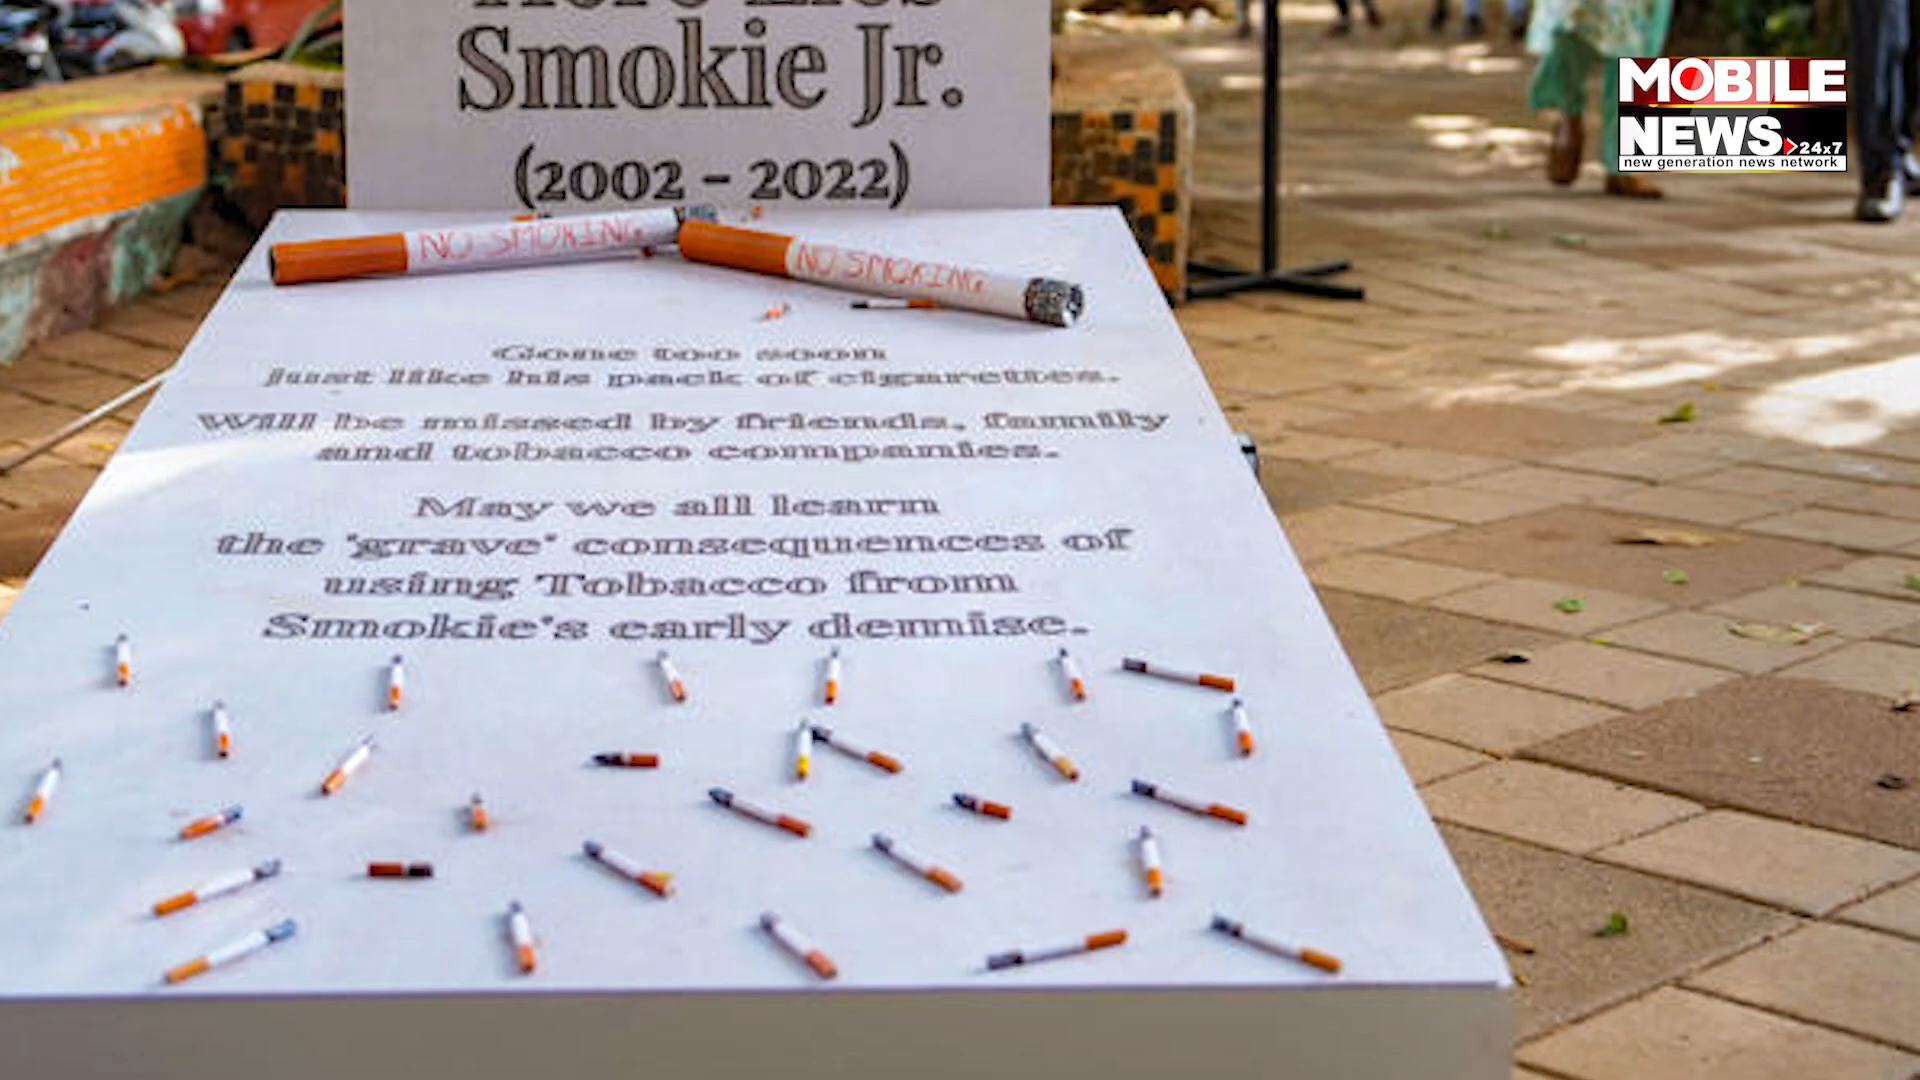 Here Lies
Smokie Jr.
(2002 - 2022)
NO SMOKING
NO SMOKING
Gone too soon
Just like his pack of cigarettes.
Will be missed by friends, family
and tobacco companies.
May we all learn
the 'grave' consequences of
using Tobacco from
Smokie's early demise.
MOBILE
NEWS 24x7
new generation news network